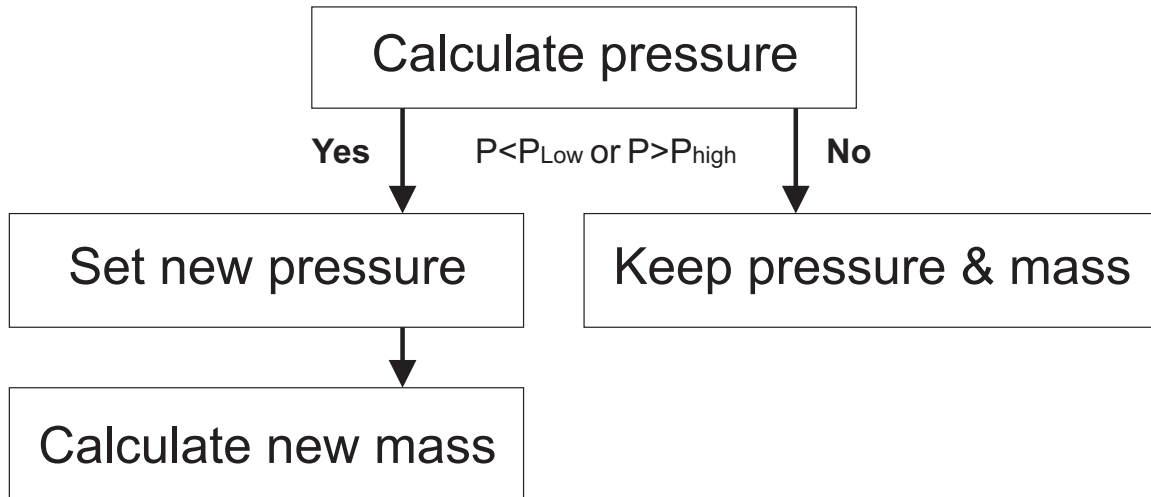 Calculate pressure
Yes P<PLow or P>Phigh No
Set new pressure Keep pressure & mass
Calculate new mass